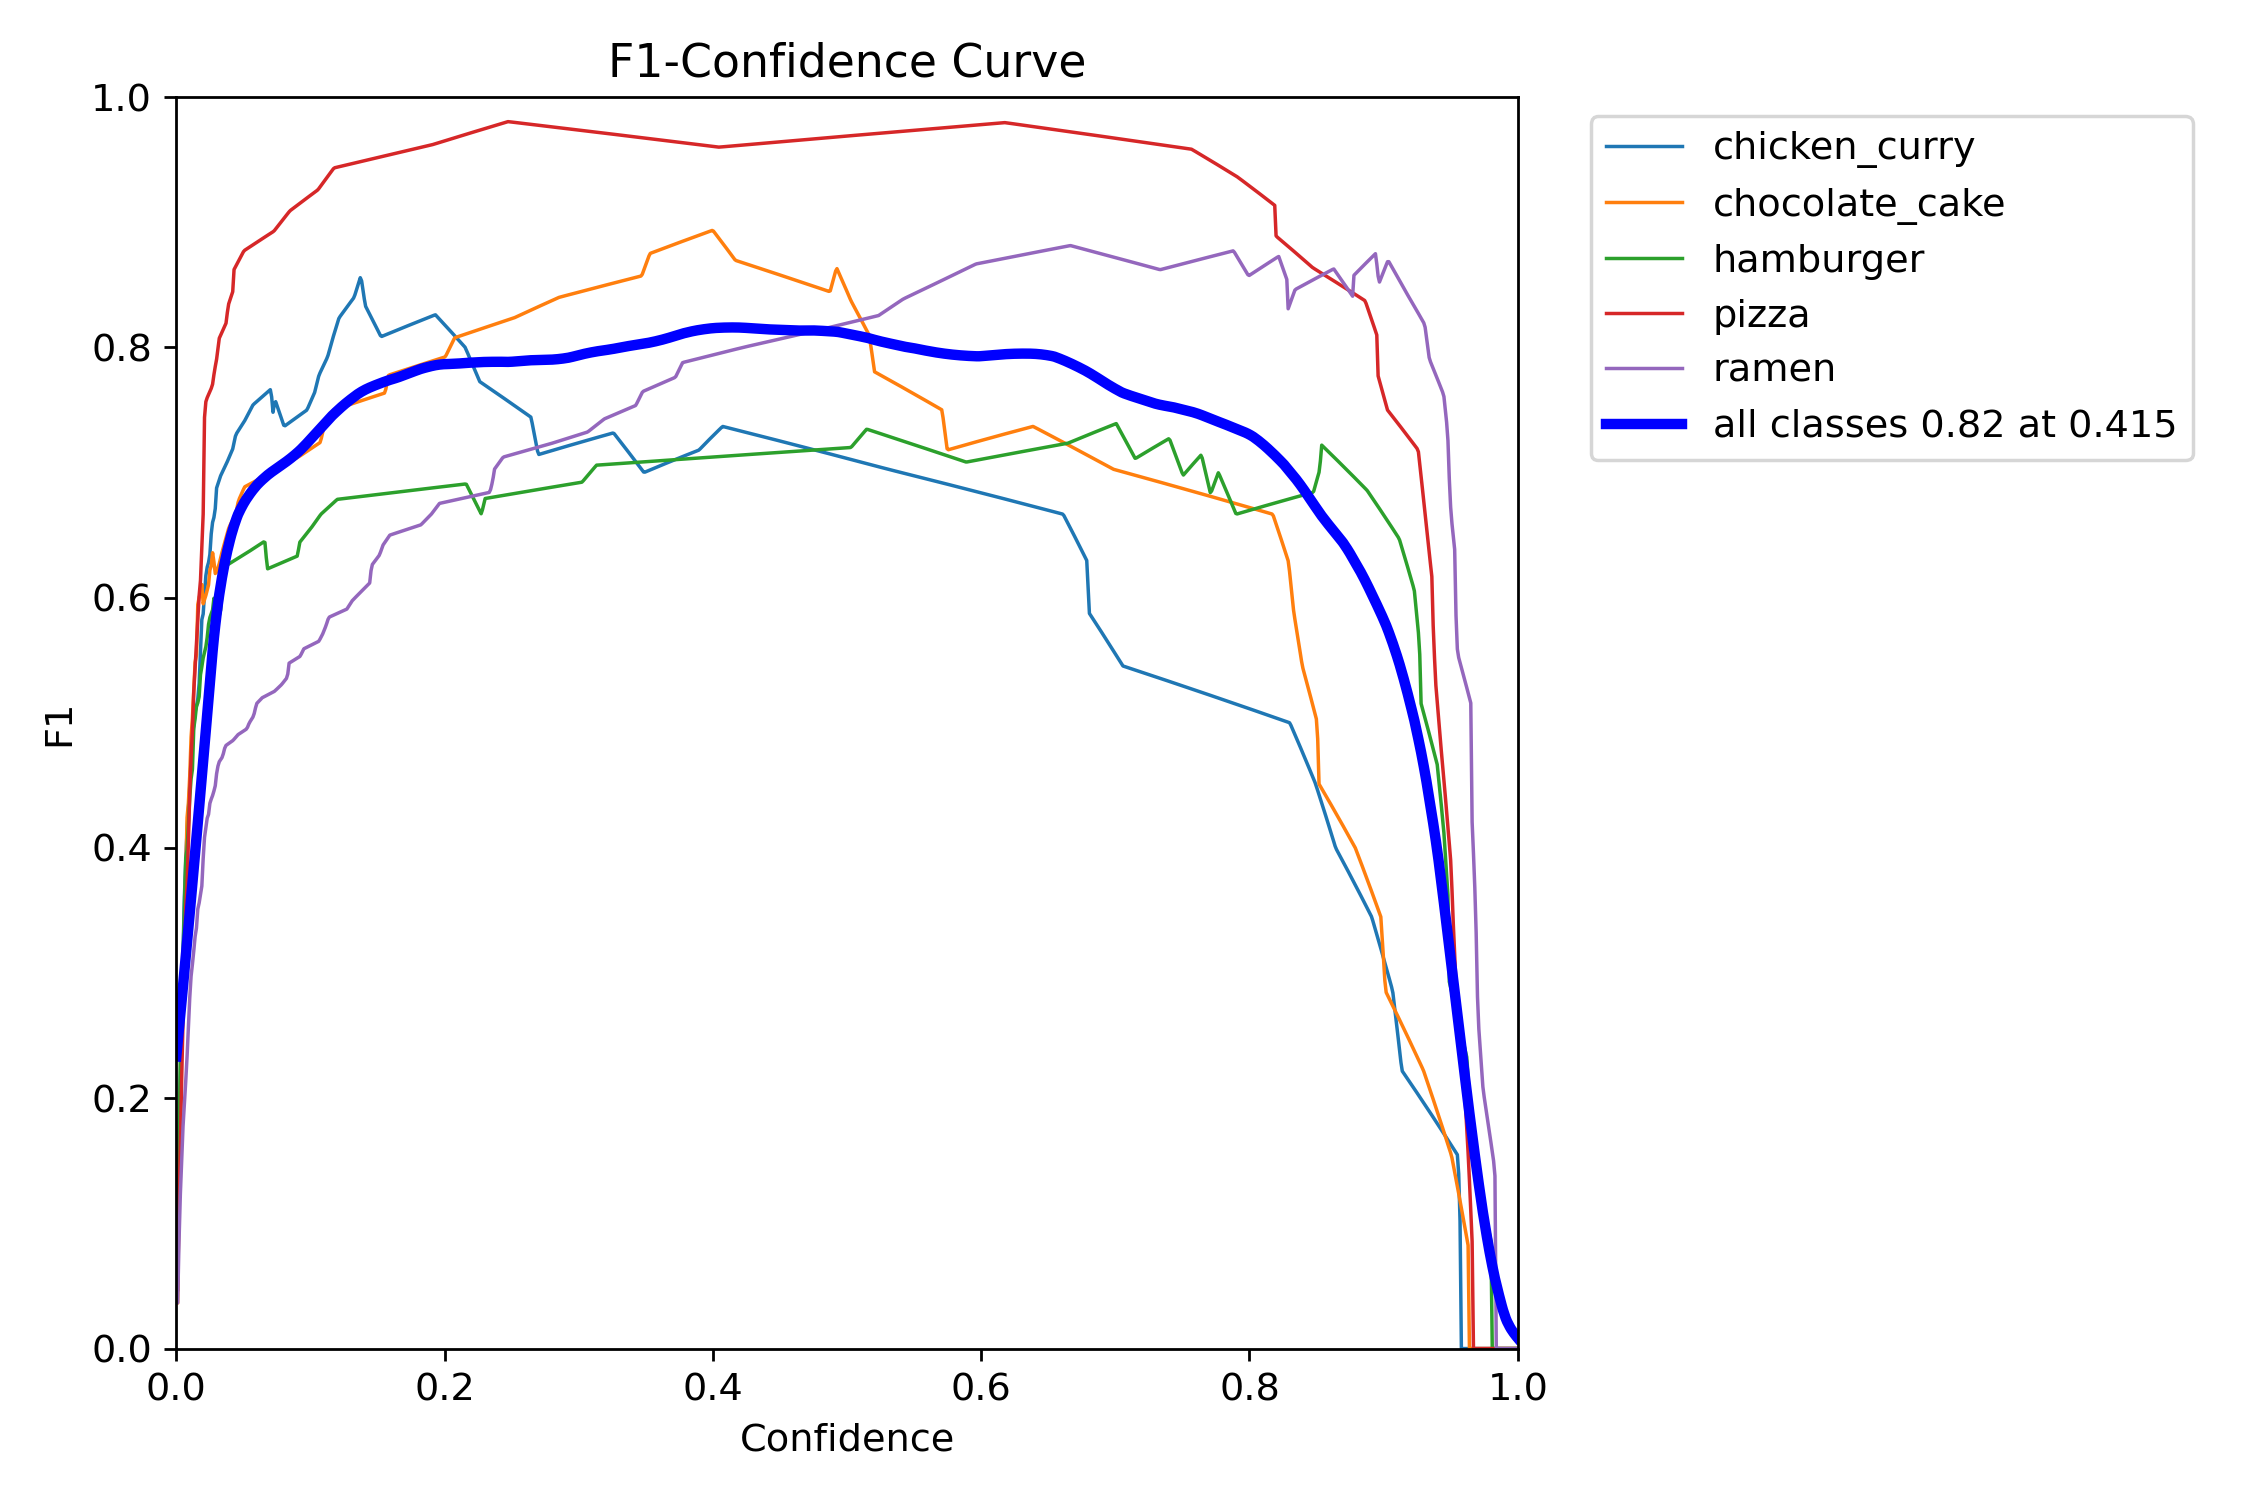 F1-Confidence Curve
1.0
0.8
0.6
0.4
0.2
0.0
F1
0.0 0.2 0.4 0.6 0.8 1.0
Confidence
chicken_curry
chocolate_cake
hamburger
pizza
ramen
all classes 0.82 at 0.415